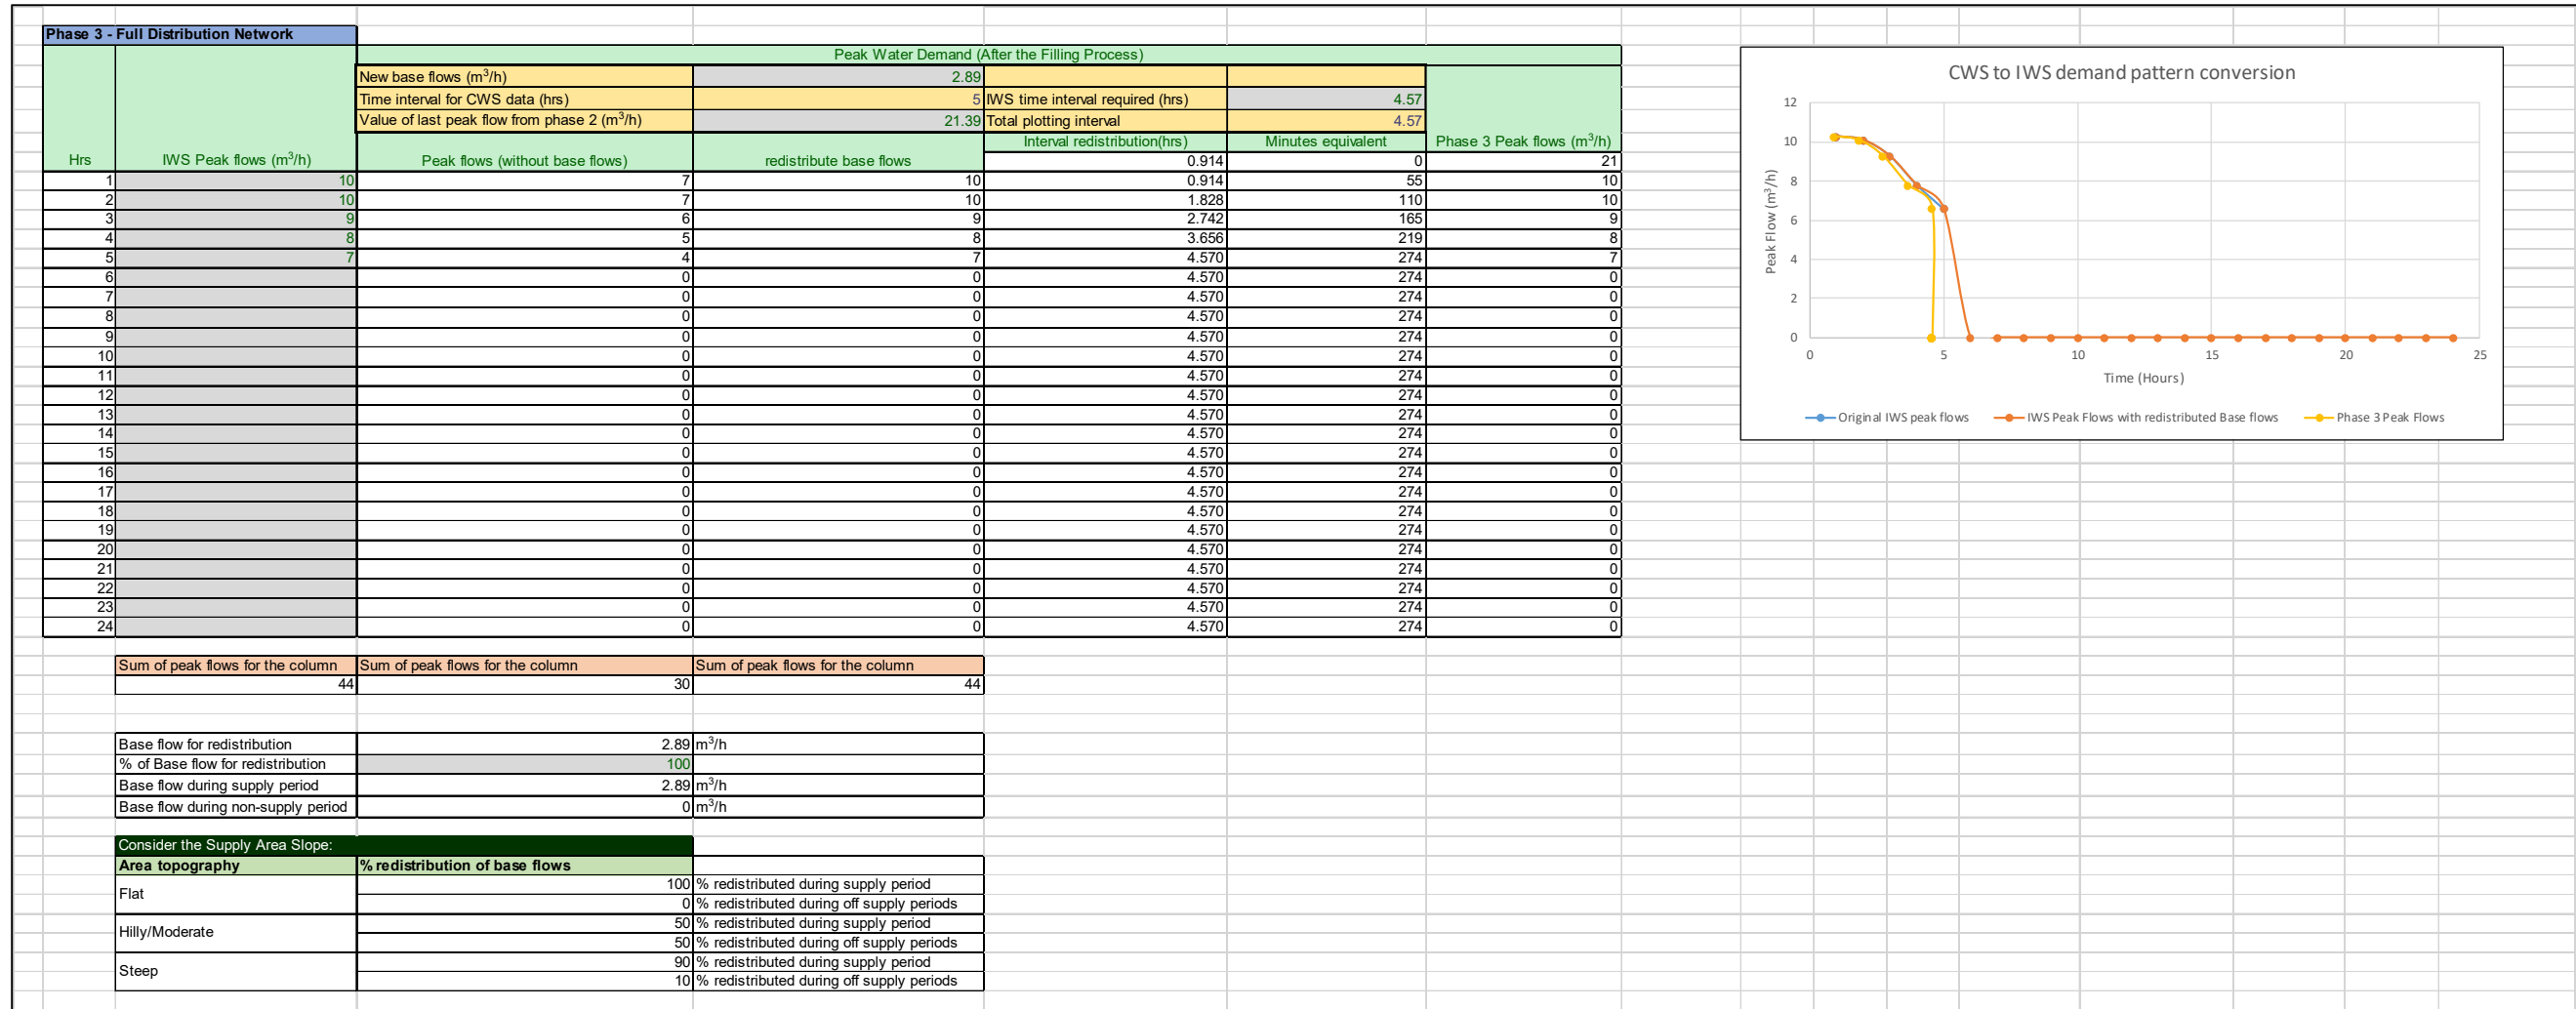 Phase 3 - Full Distribution Network
Peak Water Demand (After the Filling Process)
New base flows (m³/h) 2.89
Time interval for CWS data (hrs) 5 IWS time interval required (hrs) 4.57
Value of last peak flow from phase 2 (m³/h) 21.39 Total plotting interval 4.57
Hrs IWS Peak flows (m³/h) Peak flows (without base flows) redistribute base flows Interval redistribution(hrs) Minutes equivalent Phase 3 Peak flows (m³/h)
0.914 0 21
1 10 7 10 0.914 55 10
2 10 7 10 1.828 110 10
3 9 6 9 2.742 165 9
4 8 5 8 3.656 219 8
5 7 4 7 4.570 274 7
6 0 0 4.570 274 0
7 0 0 4.570 274 0
8 0 0 4.570 274 0
9 0 0 4.570 274 0
10 0 0 4.570 274 0
11 0 0 4.570 274 0
12 0 0 4.570 274 0
13 0 0 4.570 274 0
14 0 0 4.570 274 0
15 0 0 4.570 274 0
16 0 0 4.570 274 0
17 0 0 4.570 274 0
18 0 0 4.570 274 0
19 0 0 4.570 274 0
20 0 0 4.570 274 0
21 0 0 4.570 274 0
22 0 0 4.570 274 0
23 0 0 4.570 274 0
24 0 0 4.570 274 0
Sum of peak flows for the column Sum of peak flows for the column Sum of peak flows for the column
44 30 44
Base flow for redistribution 2.89 m³/h
% of Base flow for redistribution 100
Base flow during supply period 2.89 m³/h
Base flow during non-supply period 0 m³/h
Consider the Supply Area Slope:
Area topography % redistribution of base flows
Flat
100 % redistributed during supply period
0 % redistributed during off supply periods
Hilly/Moderate
50 % redistributed during supply period
50 % redistributed during off supply periods
Steep
90 % redistributed during supply period
10 % redistributed during off supply periods
CWS to IWS demand pattern conversion
Peak Flow (m³/h)
12
10
8
6
4
2
0
0 5 10 15 20 25
Time (Hours)
Original IWS peak flows IWS Peak Flows with redistributed Base flows Phase 3 Peak Flows